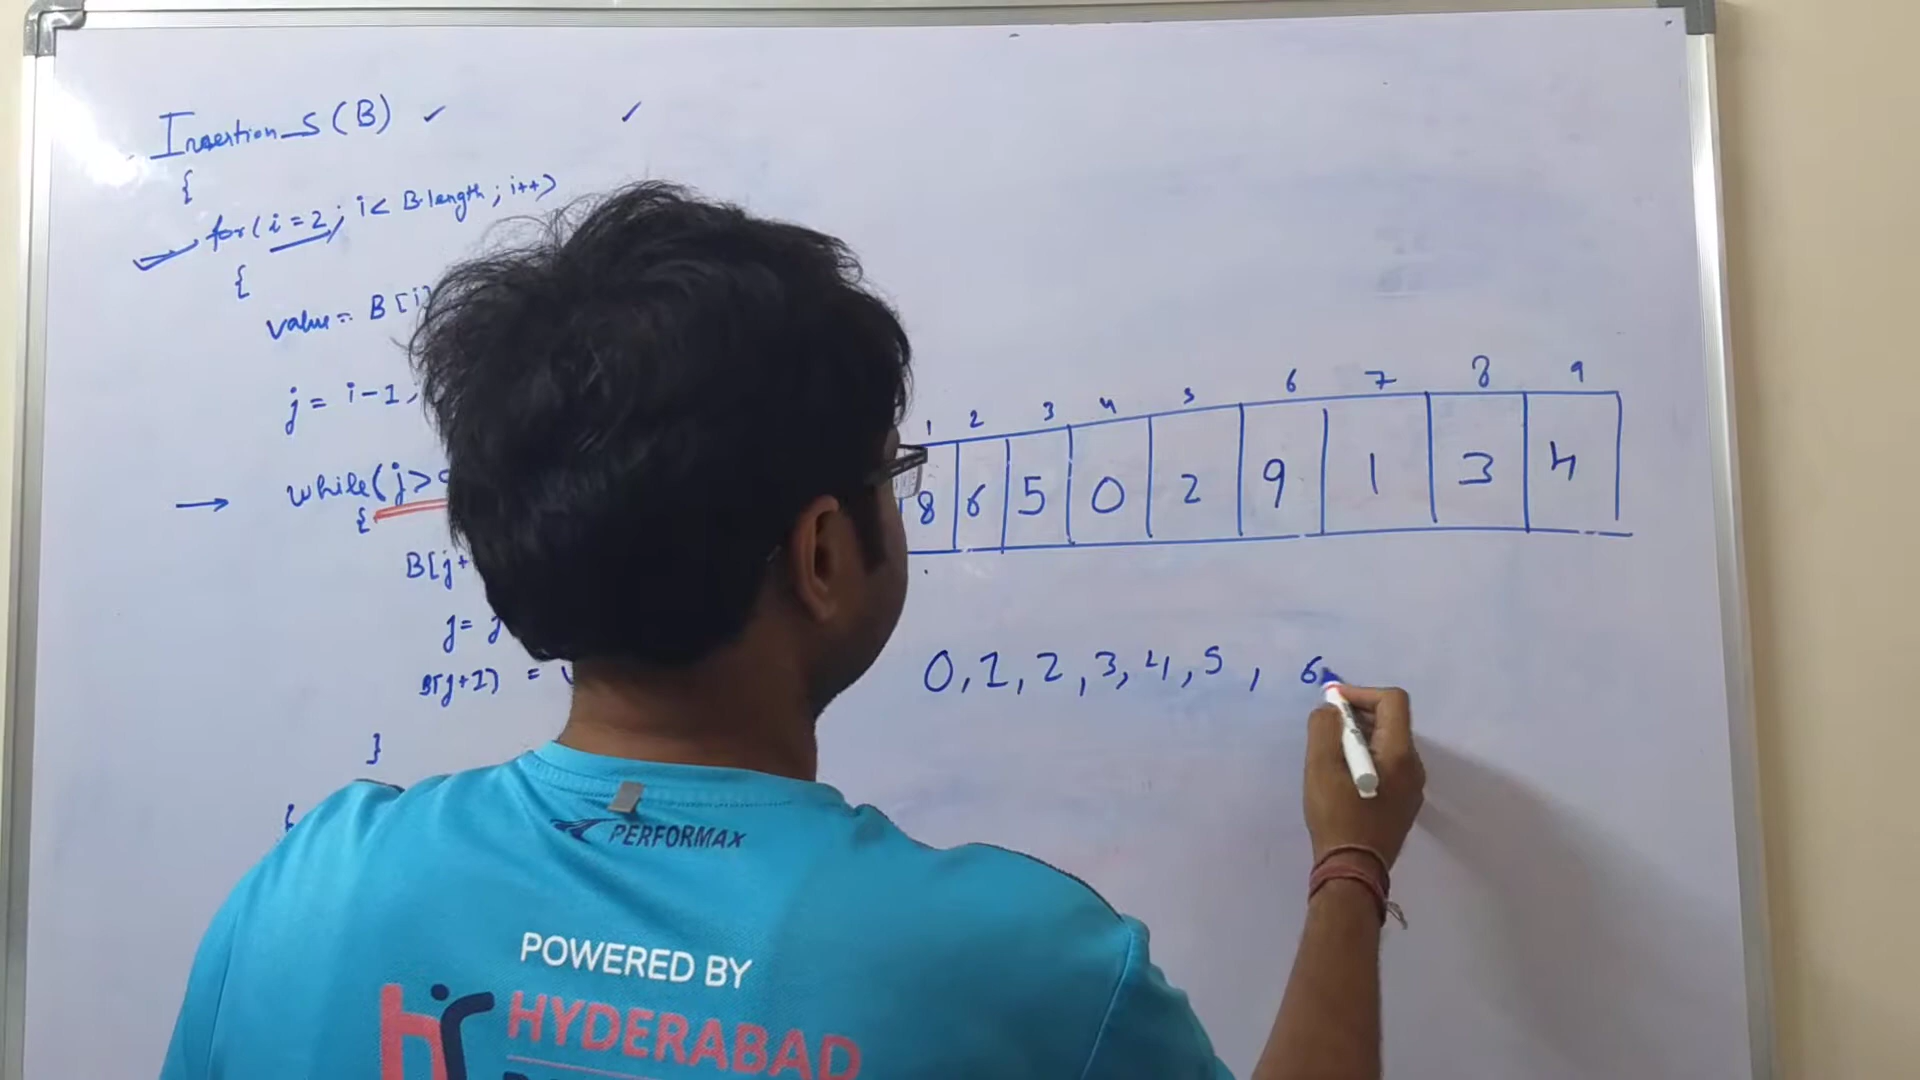 Insertion_S(B) ✓ ✓
{
for(i=2; i< B.length; i++)
{
value = B[i]
j = i-1,
→ while(j>
{
B[j+
j=
B[j+1) =
}
1 2 3 4 5 6 7 8 9
8 6 5 0 2 9 1 3 4
0,1,2,3,4,5, 6
PERFORMAX
POWERED BY
HYDERABAD